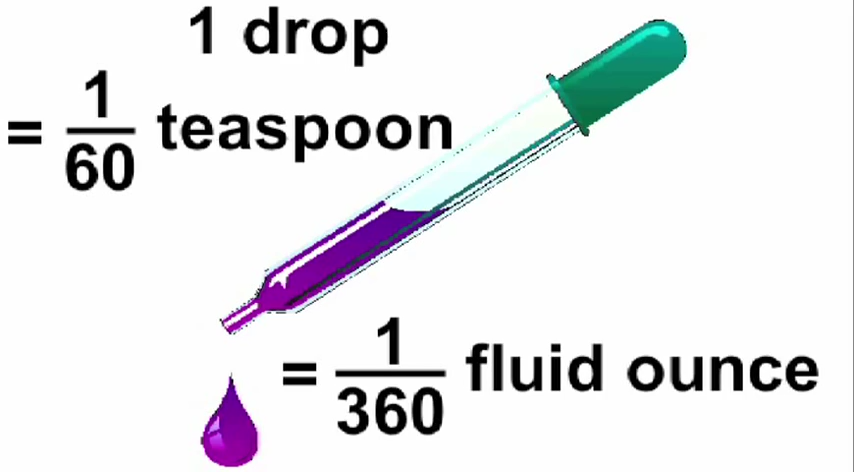 1 drop
= 1/60 teaspoon
= 1/360 fluid ounce